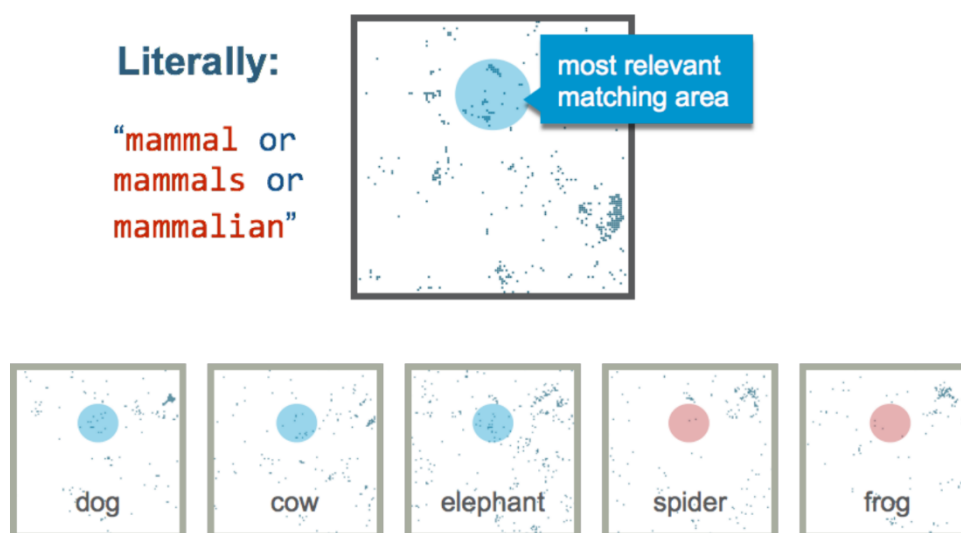 Literally:
“mammal or
mammals or
mammalian”
most relevant
matching area
dog
cow
elephant
spider
frog